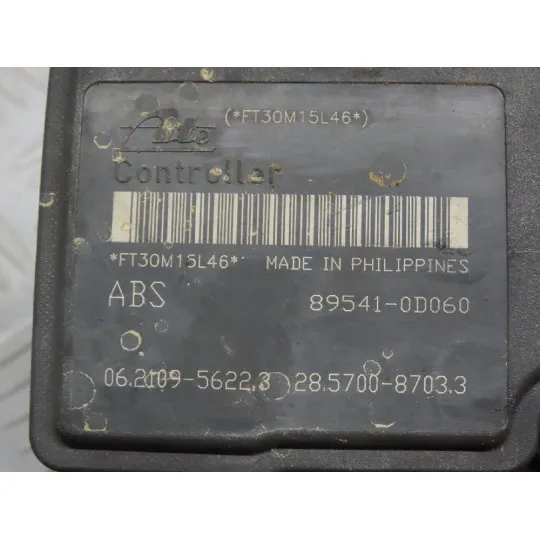 (*FT30M15L46*)
Ate
Controller
*FT30M15L46* MADE IN PHILIPPINES
ABS 89541-0D060
06.2109-5622.3 28.5700-8703.3